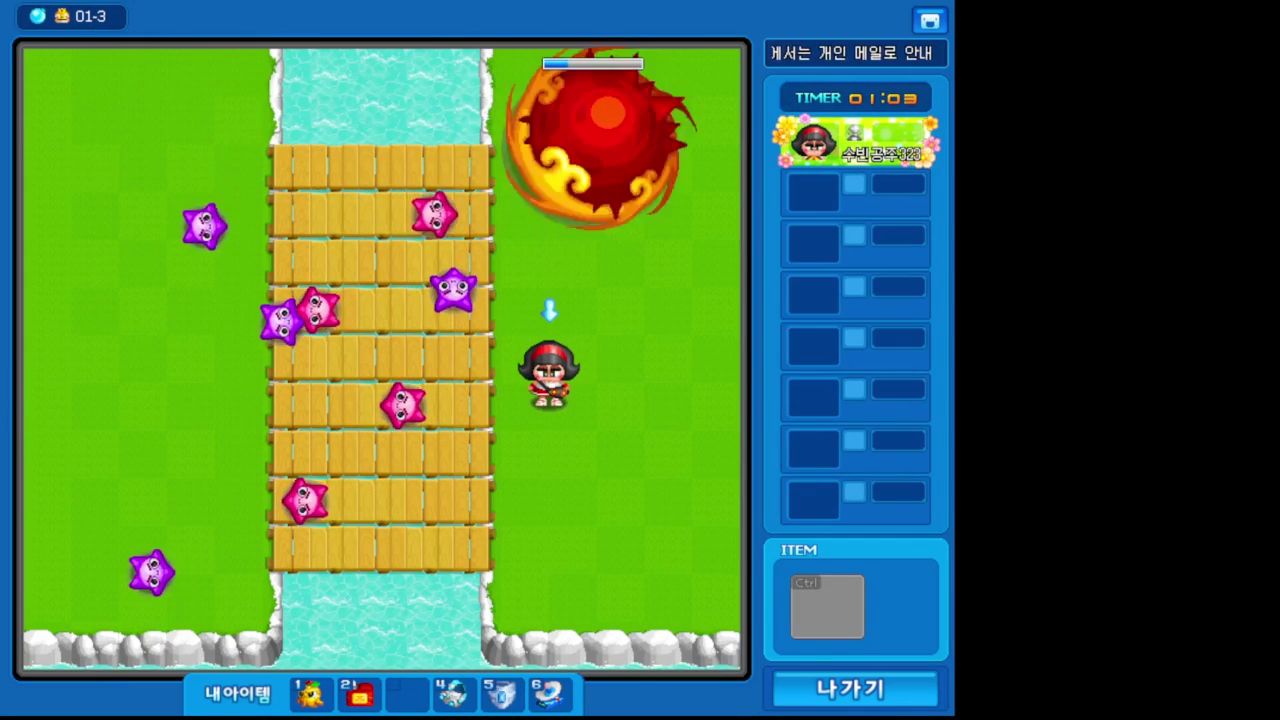 01-3
게서는 개인 메일로 안내
TIMER 01:03
수빈공주323
ITEM
Ctrl
내아이템
1
2
4
5
6
나가기